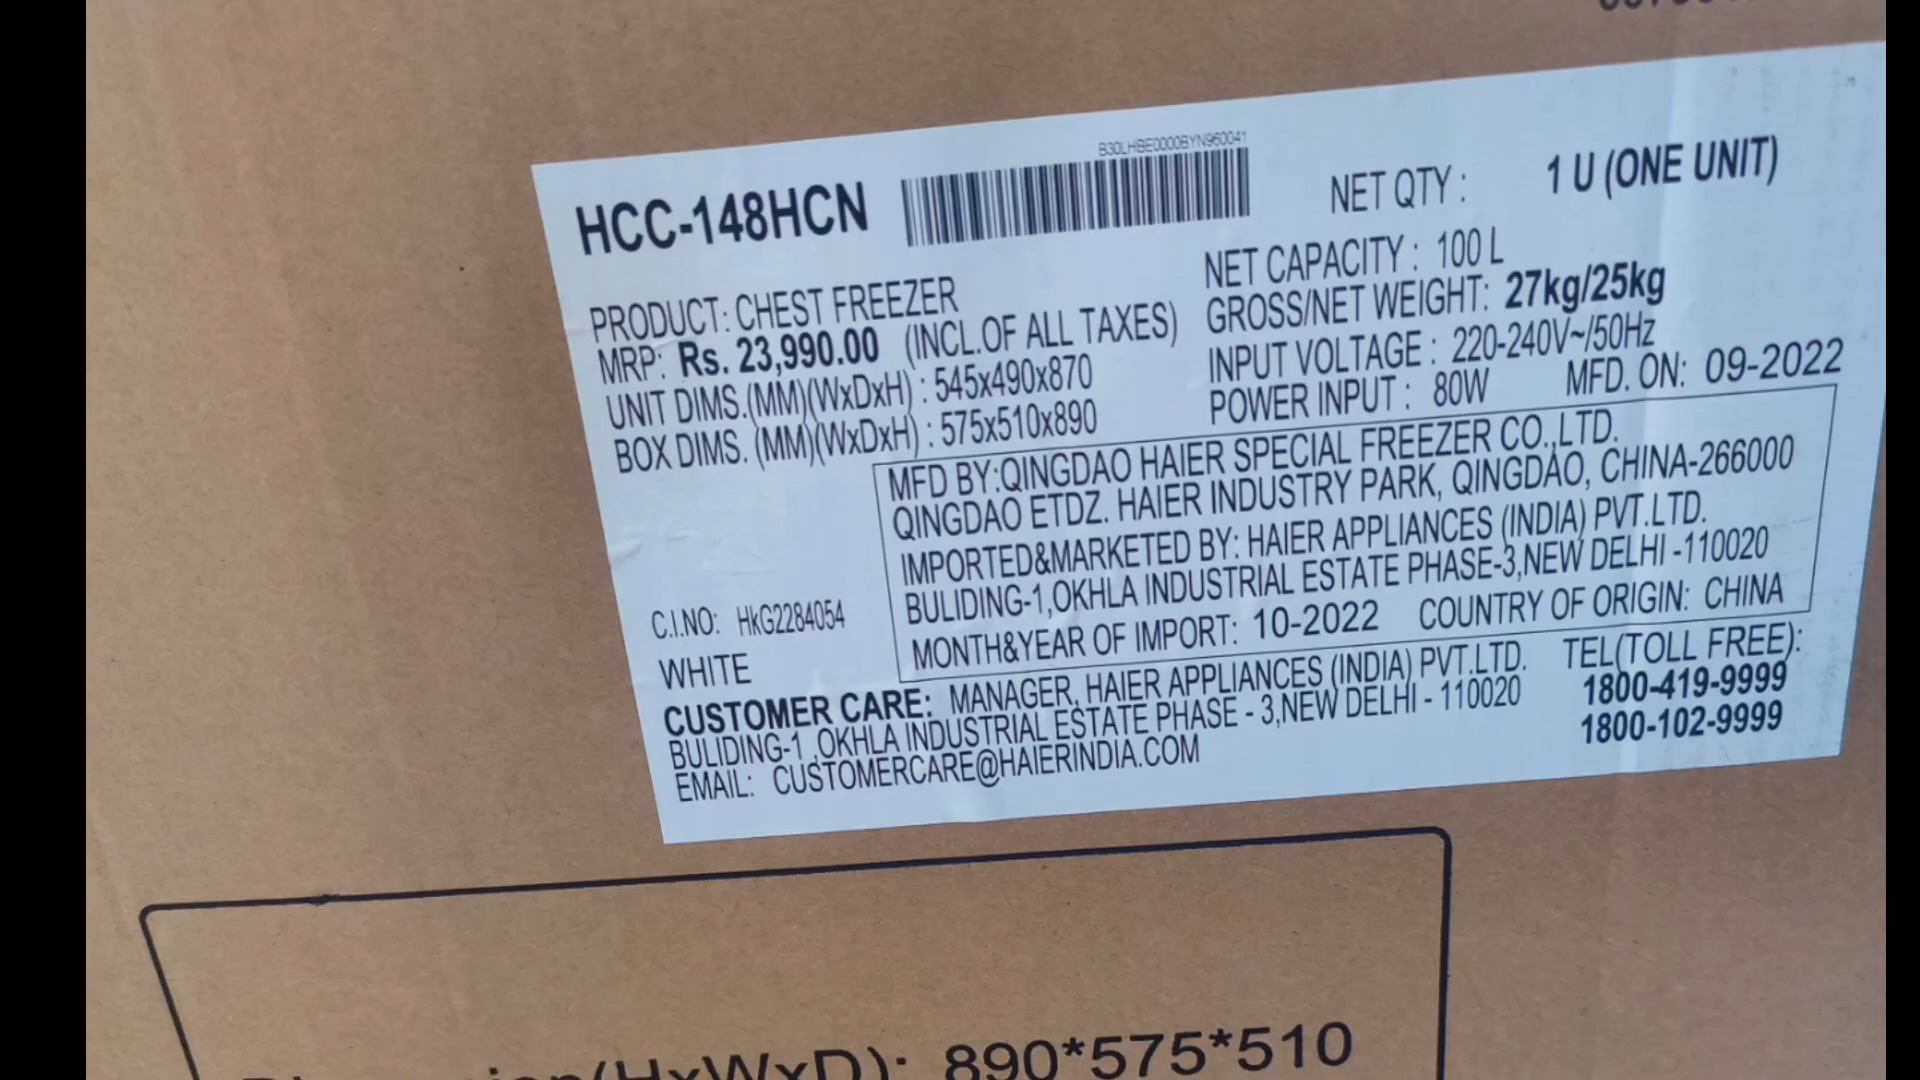 B30LHBE0000BYN960041
HCC-148HCN
NET QTY : 1 U (ONE UNIT)
PRODUCT: CHEST FREEZER
NET CAPACITY : 100 L
MRP: Rs. 23,990.00 (INCL.OF ALL TAXES)
GROSS/NET WEIGHT: 27kg/25kg
UNIT DIMS.(MM)(WxDxH) : 545x490x870
INPUT VOLTAGE : 220-240V~/50Hz
BOX DIMS. (MM)(WxDxH) : 575x510x890
POWER INPUT : 80W MFD. ON: 09-2022
MFD BY:QINGDAO HAIER SPECIAL FREEZER CO.,LTD.
QINGDAO ETDZ. HAIER INDUSTRY PARK, QINGDAO, CHINA-266000
IMPORTED&MARKETED BY: HAIER APPLIANCES (INDIA) PVT.LTD.
BULIDING-1,OKHLA INDUSTRIAL ESTATE PHASE-3,NEW DELHI -110020
MONTH&YEAR OF IMPORT: 10-2022 COUNTRY OF ORIGIN: CHINA
C.I.NO: HkG2284054
WHITE
CUSTOMER CARE: MANAGER, HAIER APPLIANCES (INDIA) PVT.LTD.
BULIDING-1 ,OKHLA INDUSTRIAL ESTATE PHASE - 3,NEW DELHI - 110020
EMAIL: CUSTOMERCARE@HAIERINDIA.COM
TEL(TOLL FREE):
1800-419-9999
1800-102-9999
(HxWxD): 890*575*510